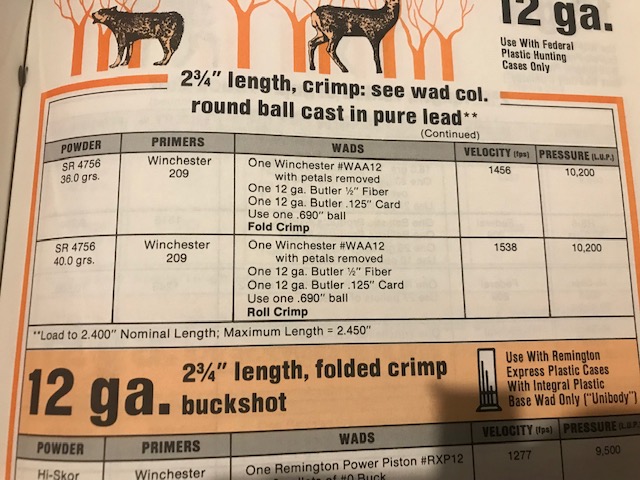 12 ga.
Use With Federal
Plastic Hunting
Cases Only
2¾" length, crimp: see wad col.
round ball cast in pure lead**
(Continued)
POWDER PRIMERS WADS VELOCITY (fps) PRESSURE (L.U.P.)
SR 4756 Winchester One Winchester #WAA12 1456 10,200
36.0 grs. 209 with petals removed
One 12 ga. Butler ½" Fiber
One 12 ga. Butler .125" Card
Use one .690" ball
Fold Crimp
SR 4756 Winchester One Winchester #WAA12 1538 10,200
40.0 grs. 209 with petals removed
One 12 ga. Butler ½" Fiber
One 12 ga. Butler .125" Card
Use one .690" ball
Roll Crimp
**Load to 2.400" Nominal Length; Maximum Length = 2.450"
12 ga. 2¾" length, folded crimp
buckshot
Use With Remington
Express Plastic Cases
With Integral Plastic
Base Wad Only ("Unibody")
POWDER PRIMERS WADS VELOCITY (fps) PRESSURE (L.U.P.)
Hi-Skor Winchester One Remington Power Piston #RXP12 1277 9,500
#0 Buck